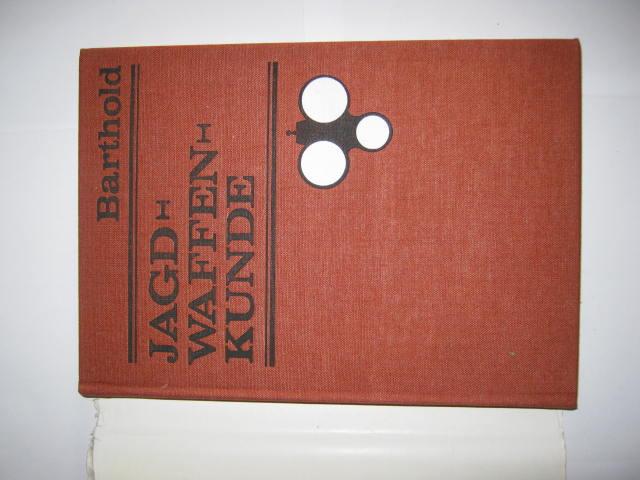 Barthold
JAGD-
WAFFEN-
KUNDE